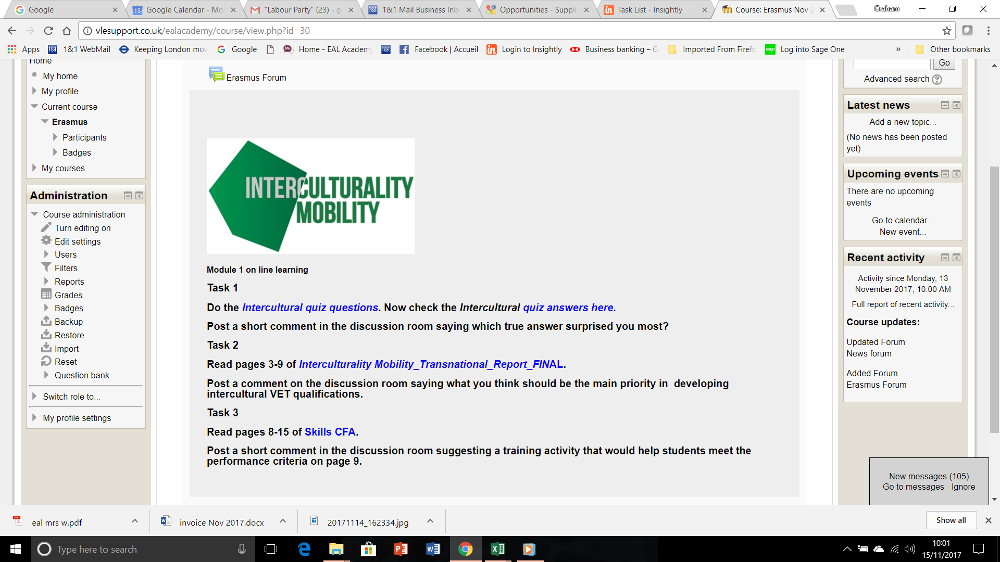 Google
Google Calendar - Mo
"Labour Party" (23) - g
1&1 Mail Business Inb
Opportunities - Suppli
Task List - Insightly
Course: Erasmus Nov 2
Graham
vlesupport.co.uk/ealacademy/course/view.php?id=30
Apps
1&1 WebMail
Keeping London mov
Google
Home - EAL Academy
Facebook | Accueil
Login to Insightly
Business banking – G
Imported From Firefo
Log into Sage One
»
Other bookmarks
Home
My home
My profile
Current course
Erasmus
Participants
Badges
My courses
Administration
Course administration
Turn editing on
Edit settings
Users
Filters
Reports
Grades
Badges
Backup
Restore
Import
Reset
Question bank
Switch role to...
My profile settings
Erasmus Forum
INTERCULTURALITY
MOBILITY
Module 1 on line learning
Task 1
Do the Intercultural quiz questions. Now check the Intercultural quiz answers here.
Post a short comment in the discussion room saying which true answer surprised you most?
Task 2
Read pages 3-9 of Interculturality Mobility_Transnational_Report_FINAL.
Post a comment on the discussion room saying what you think should be the main priority in  developing
intercultural VET qualifications.
Task 3
Read pages 8-15 of Skills CFA.
Post a short comment in the discussion room suggesting a training activity that would help students meet the
performance criteria on page 9.
Go
Advanced search
Latest news
Add a new topic...
(No news has been posted
yet)
Upcoming events
There are no upcoming
events
Go to calendar...
New event...
Recent activity
Activity since Monday, 13
November 2017, 10:00 AM
Full report of recent activity...
Course updates:
Updated Forum
News forum
Added Forum
Erasmus Forum
New messages (105)
Go to messages Ignore
eal mrs w.pdf
invoice Nov 2017.docx
20171114_162334.jpg
Show all
Type here to search
10:01
15/11/2017